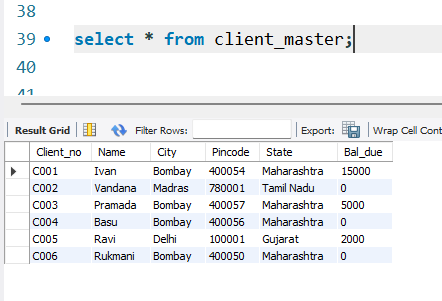 38
39 select * from client_master;
40
41
Result Grid Filter Rows: Export: Wrap Cell Cont
Client_no Name City Pincode State Bal_due
C001 Ivan Bombay 400054 Maharashtra 15000
C002 Vandana Madras 780001 Tamil Nadu 0
C003 Pramada Bombay 400057 Maharashtra 5000
C004 Basu Bombay 400056 Maharashtra 0
C005 Ravi Delhi 100001 Gujarat 2000
C006 Rukmani Bombay 400050 Maharashtra 0